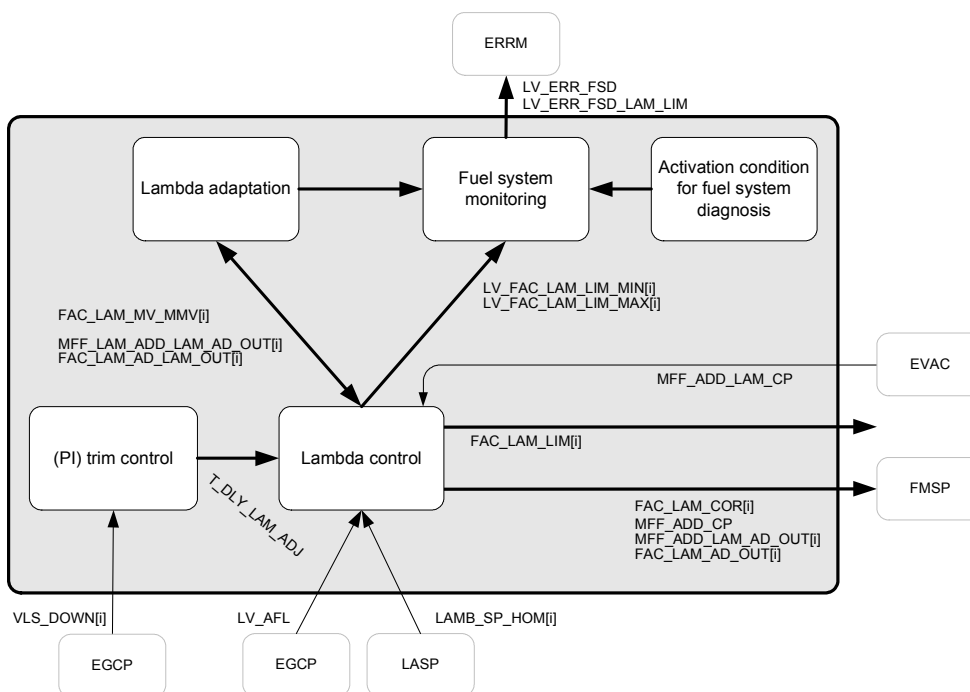 ERRM
LV_ERR_FSD
LV_ERR_FSD_LAM_LIM
Lambda adaptation
Fuel system
monitoring
Activation condition
for fuel system
diagnosis
LV_FAC_LAM_LIM_MIN[i]
LV_FAC_LAM_LIM_MAX[i]
FAC_LAM_MV_MMV[i]
MFF_LAM_ADD_LAM_AD_OUT[i]
FAC_LAM_AD_LAM_OUT[i]
MFF_ADD_LAM_CP
EVAC
(PI) trim control
T_DLY_LAM_ADJ
Lambda control
FAC_LAM_LIM[i]
FMSP
FAC_LAM_COR[i]
MFF_ADD_CP
MFF_ADD_LAM_AD_OUT[i]
FAC_LAM_AD_OUT[i]
VLS_DOWN[i]
LV_AFL
LAMB_SP_HOM[i]
EGCP
EGCP
LASP